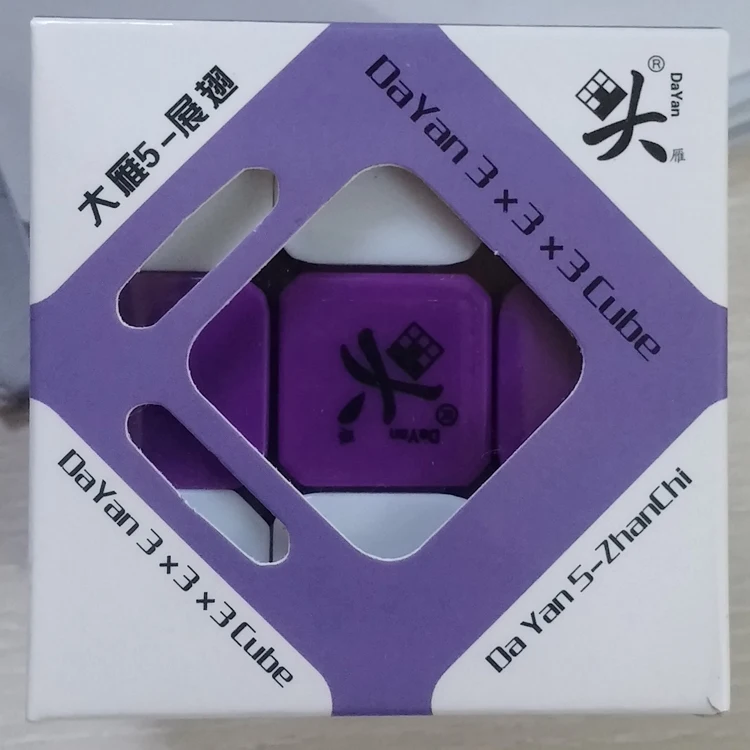 大雁5-展翅
DaYan 3×3×3 Cube
®
DaYan
雁
DaYan
®
DaYan 3×3×3 Cube
Da Yan 5-ZhanChi